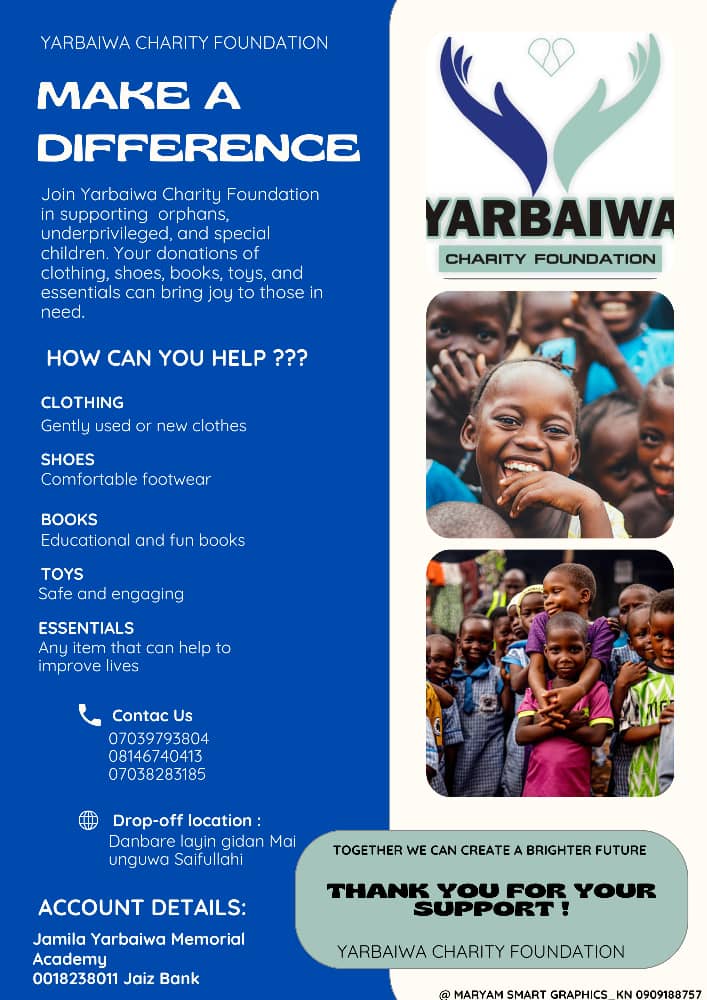 YARBAIWA CHARITY FOUNDATION
MAKE A
DIFFERENCE
Join Yarbaiwa Charity Foundation
in supporting orphans,
underprivileged, and special
children. Your donations of
clothing, shoes, books, toys, and
essentials can bring joy to those in
need.
HOW CAN YOU HELP ???
CLOTHING
Gently used or new clothes
SHOES
Comfortable footwear
BOOKS
Educational and fun books
TOYS
Safe and engaging
ESSENTIALS
Any item that can help to
improve lives
Contac Us
07039793804
08146740413
07038283185
Drop-off location :
Danbare layin gidan Mai
unguwa Saifullahi
ACCOUNT DETAILS:
Jamila Yarbaiwa Memorial
Academy
0018238011 Jaiz Bank
YARBAIWA
CHARITY FOUNDATION
TOGETHER WE CAN CREATE A BRIGHTER FUTURE
THANK YOU FOR YOUR
SUPPORT !
YARBAIWA CHARITY FOUNDATION
@ MARYAM SMART GRAPHICS_KN 0909188757